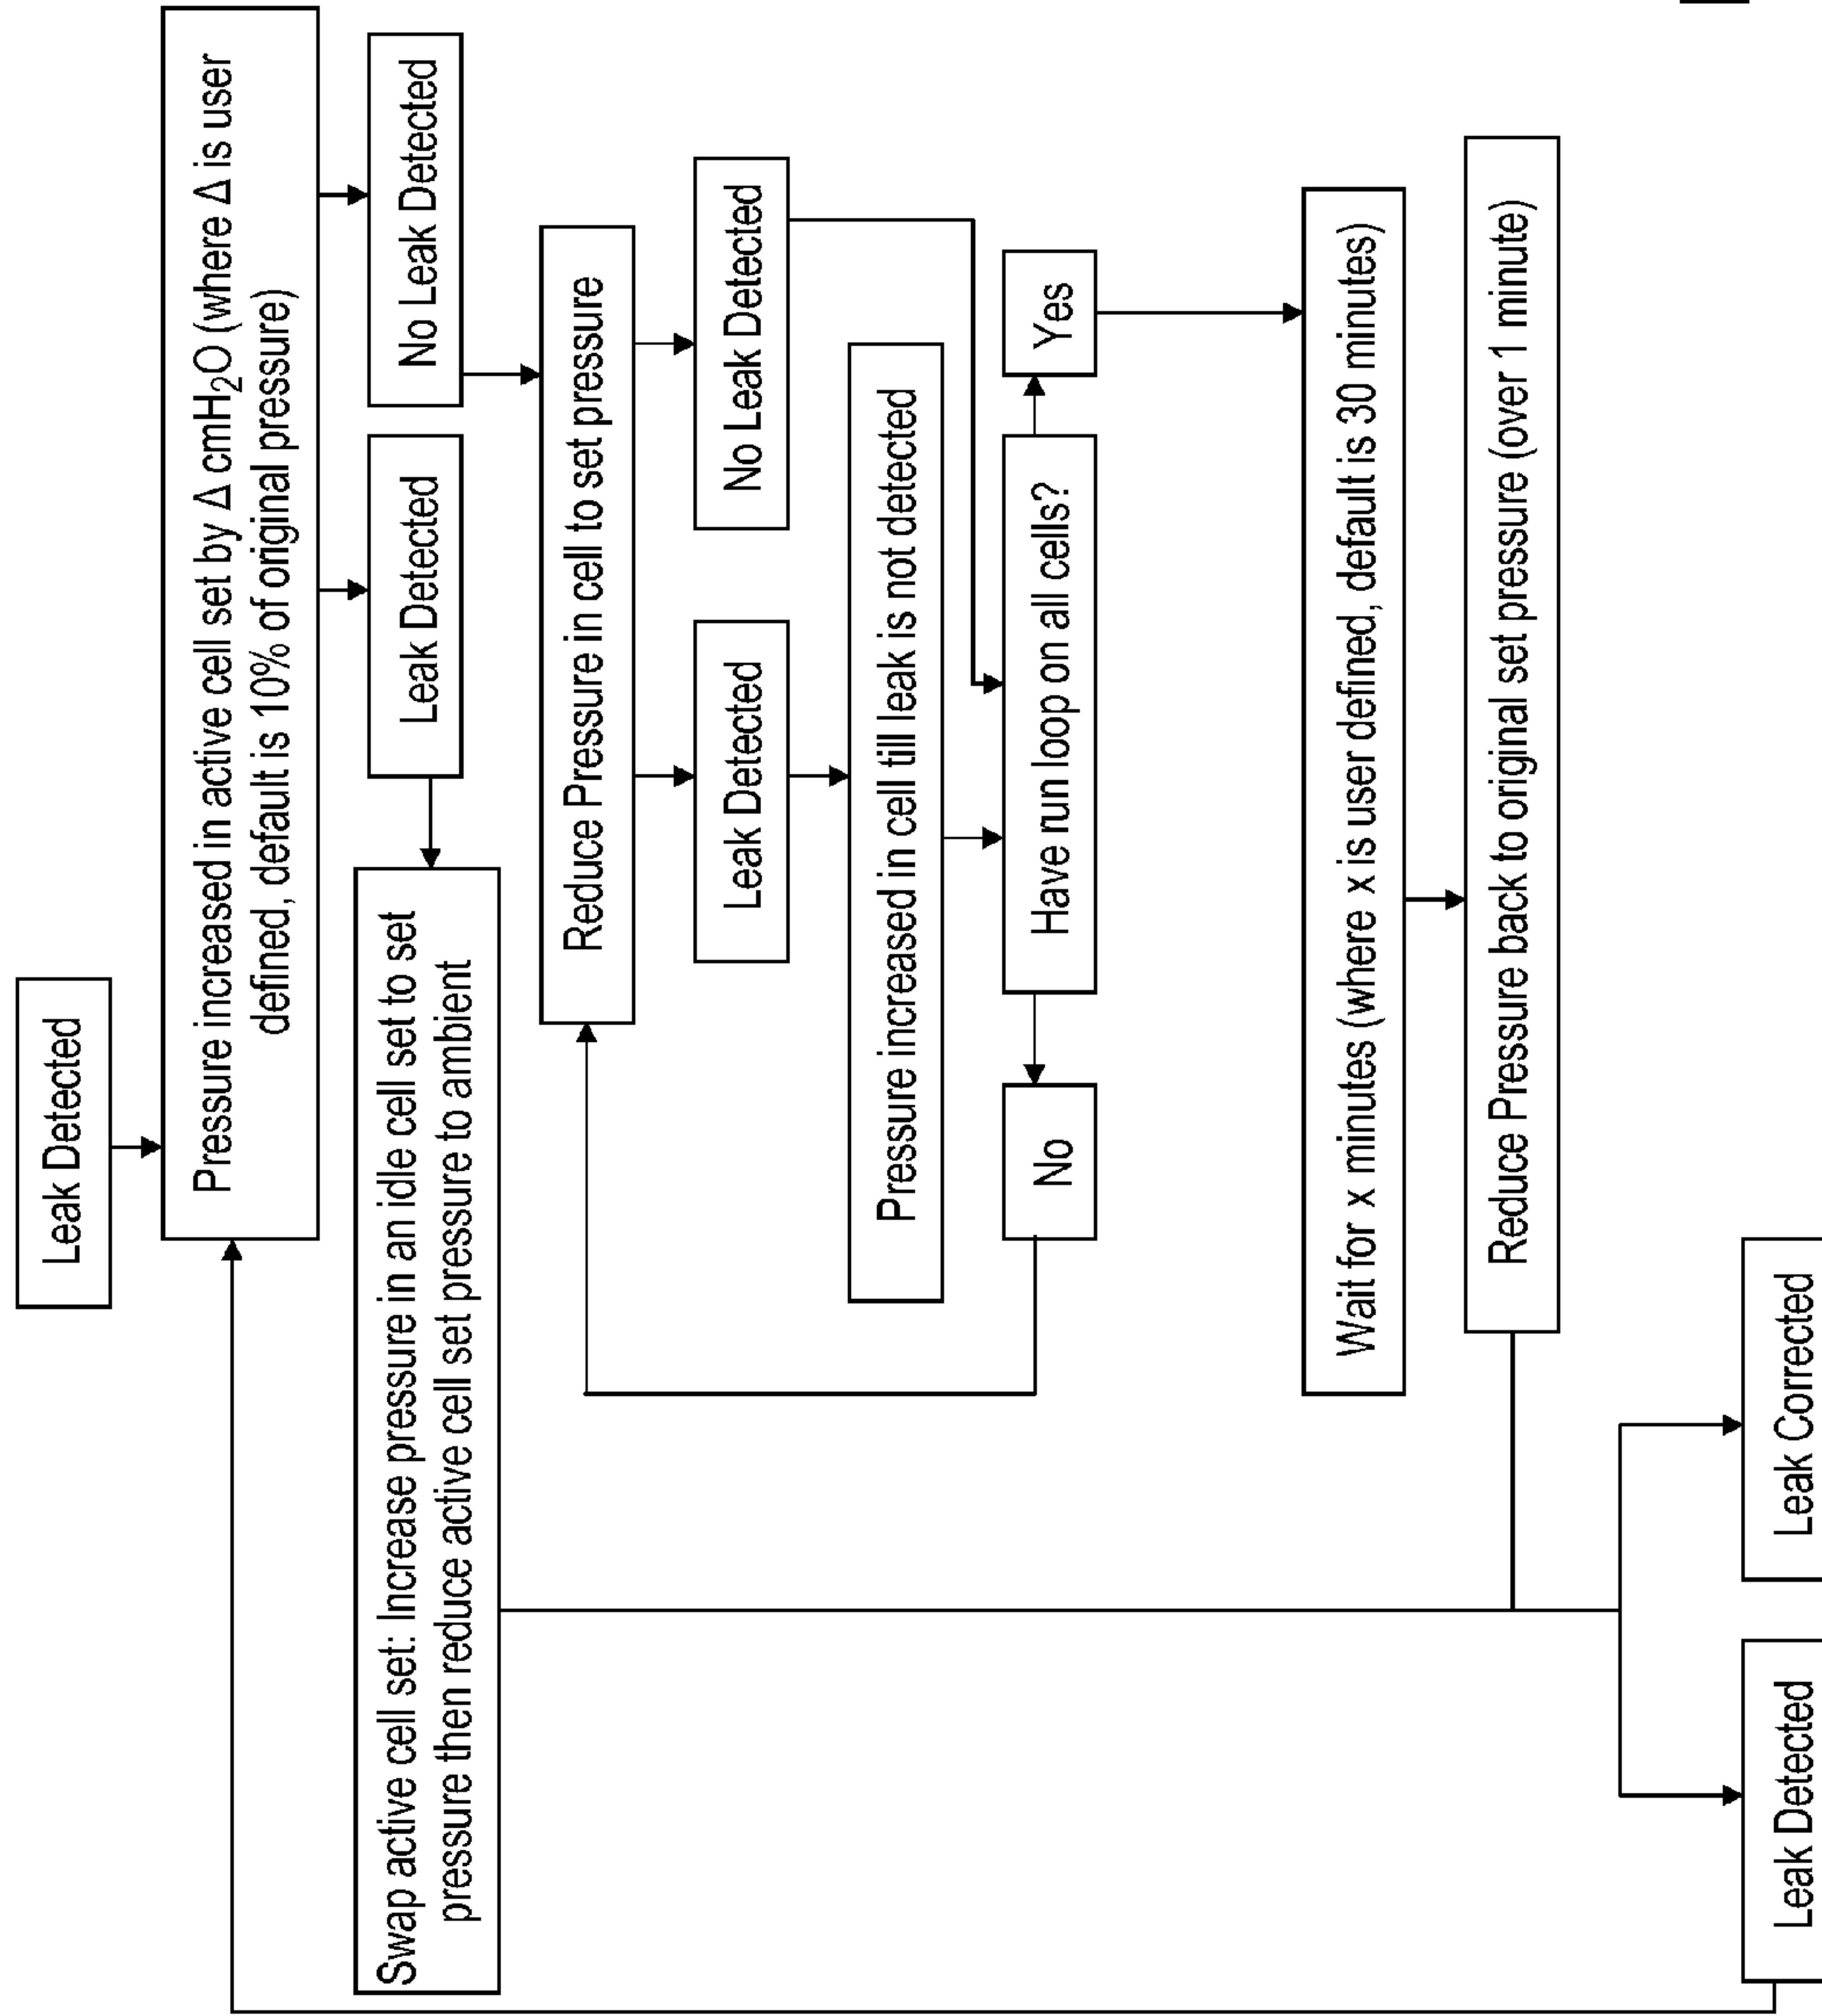 Leak Detected
Pressure increased in active cell set by Δ cmH₂O (where Δ is user
defined, default is 10% of original pressure)
Leak Detected
No Leak Detected
Swap active cell set: Increase pressure in an idle cell set to set
pressure then reduce active cell set pressure to ambient
Reduce Pressure in cell to set pressure
Leak Detected
No Leak Detected
Pressure increased in cell till leak is not detected
Have run loop on all cells?
No
Yes
Wait for x minutes (where x is user defined, default is 30 minutes)
Reduce Pressure back to original set pressure (over 1 minute)
Leak Detected
Leak Corrected